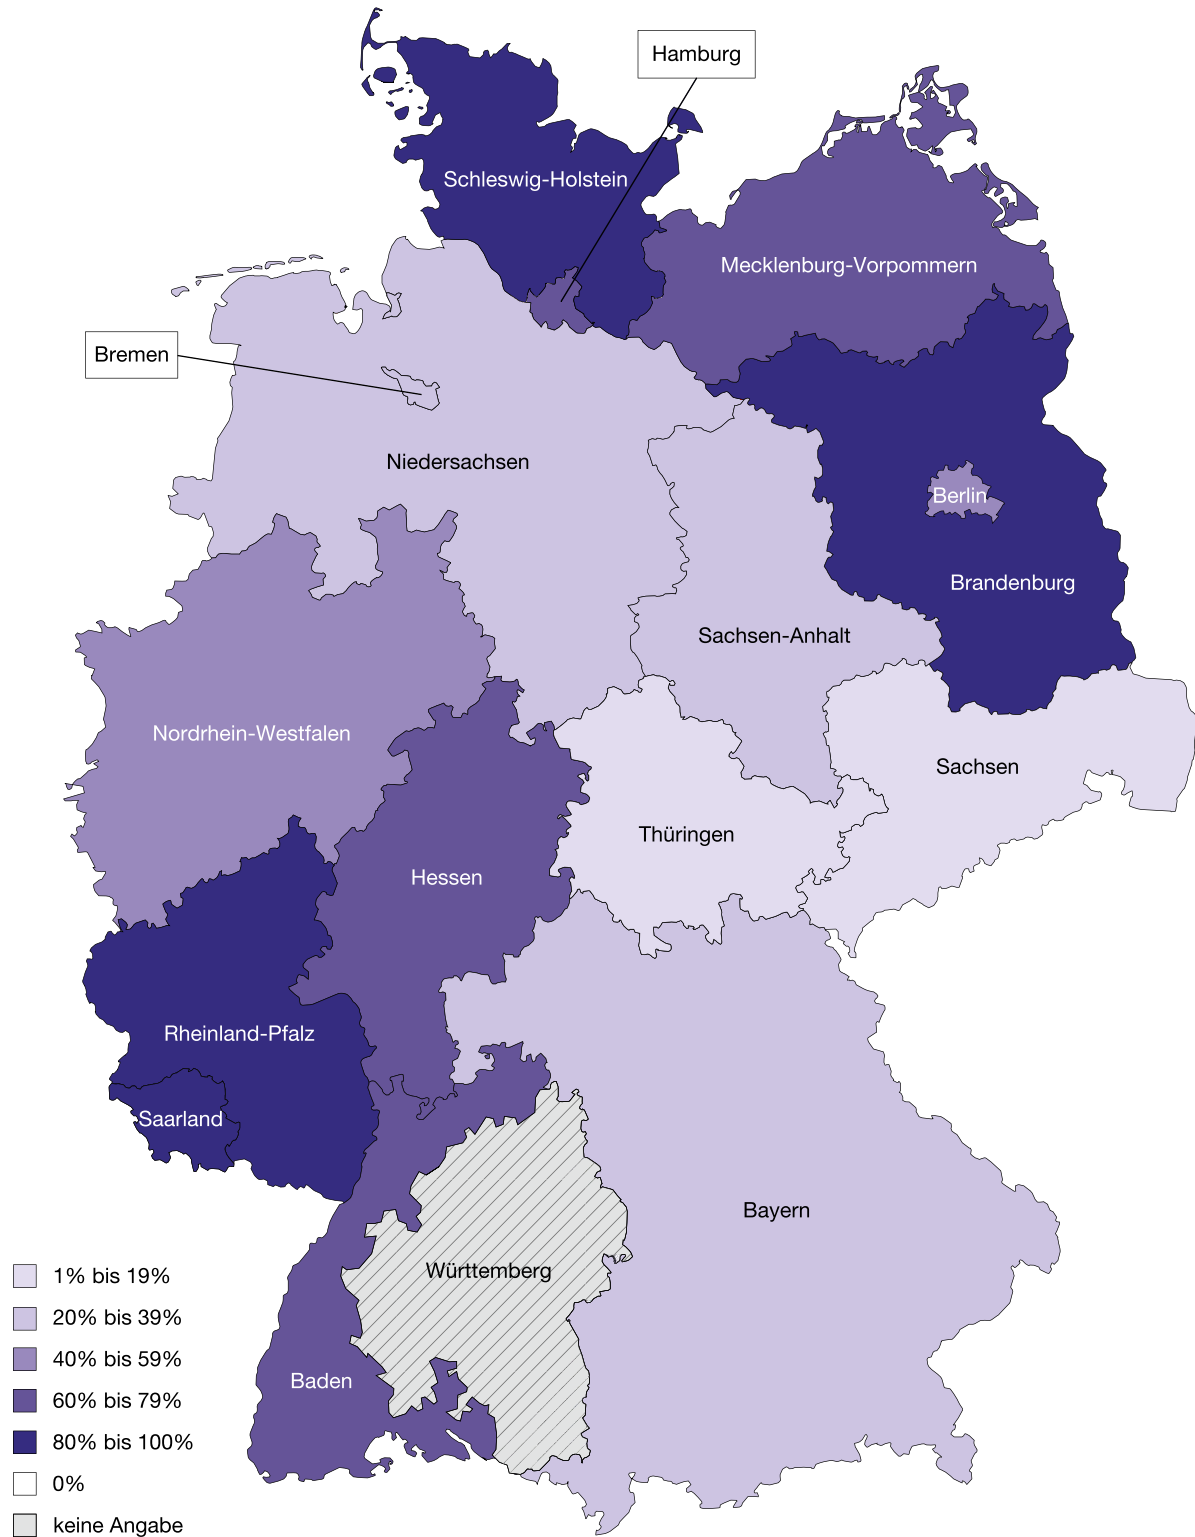 Hamburg
Schleswig-Holstein
Mecklenburg-Vorpommern
Bremen
Niedersachsen
Berlin
Brandenburg
Sachsen-Anhalt
Nordrhein-Westfalen
Sachsen
Thüringen
Hessen
Rheinland-Pfalz
Saarland
Bayern
Württemberg
Baden
1% bis 19%
20% bis 39%
40% bis 59%
60% bis 79%
80% bis 100%
0%
keine Angabe